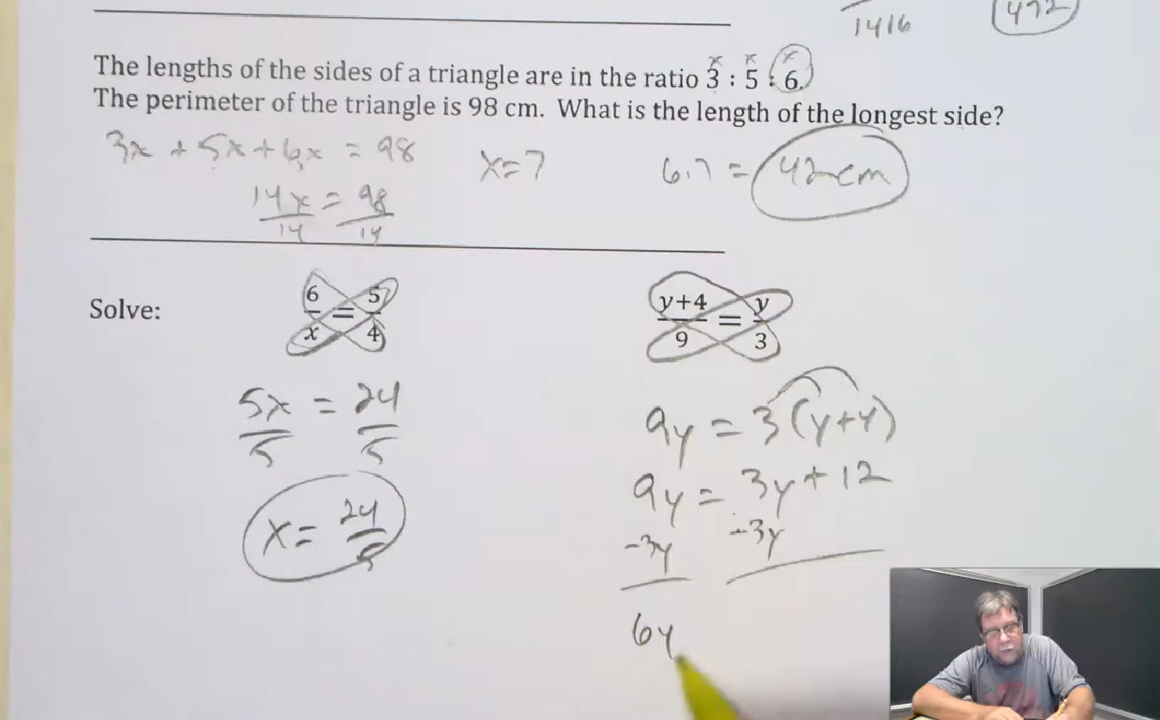 1416
472
The lengths of the sides of a triangle are in the ratio 3 : 5 : 6.
x x x
The perimeter of the triangle is 98 cm. What is the length of the longest side?
3x + 5x + 6x = 98 x=7 6.7 = 42cm
14x = 98
14 14
Solve: 6/x = 5/4 y+4/9 = y/3
5x = 24 9y = 3(y+4)
5 5
9y = 3y + 12
x = 24/5 -3y -3y
6y